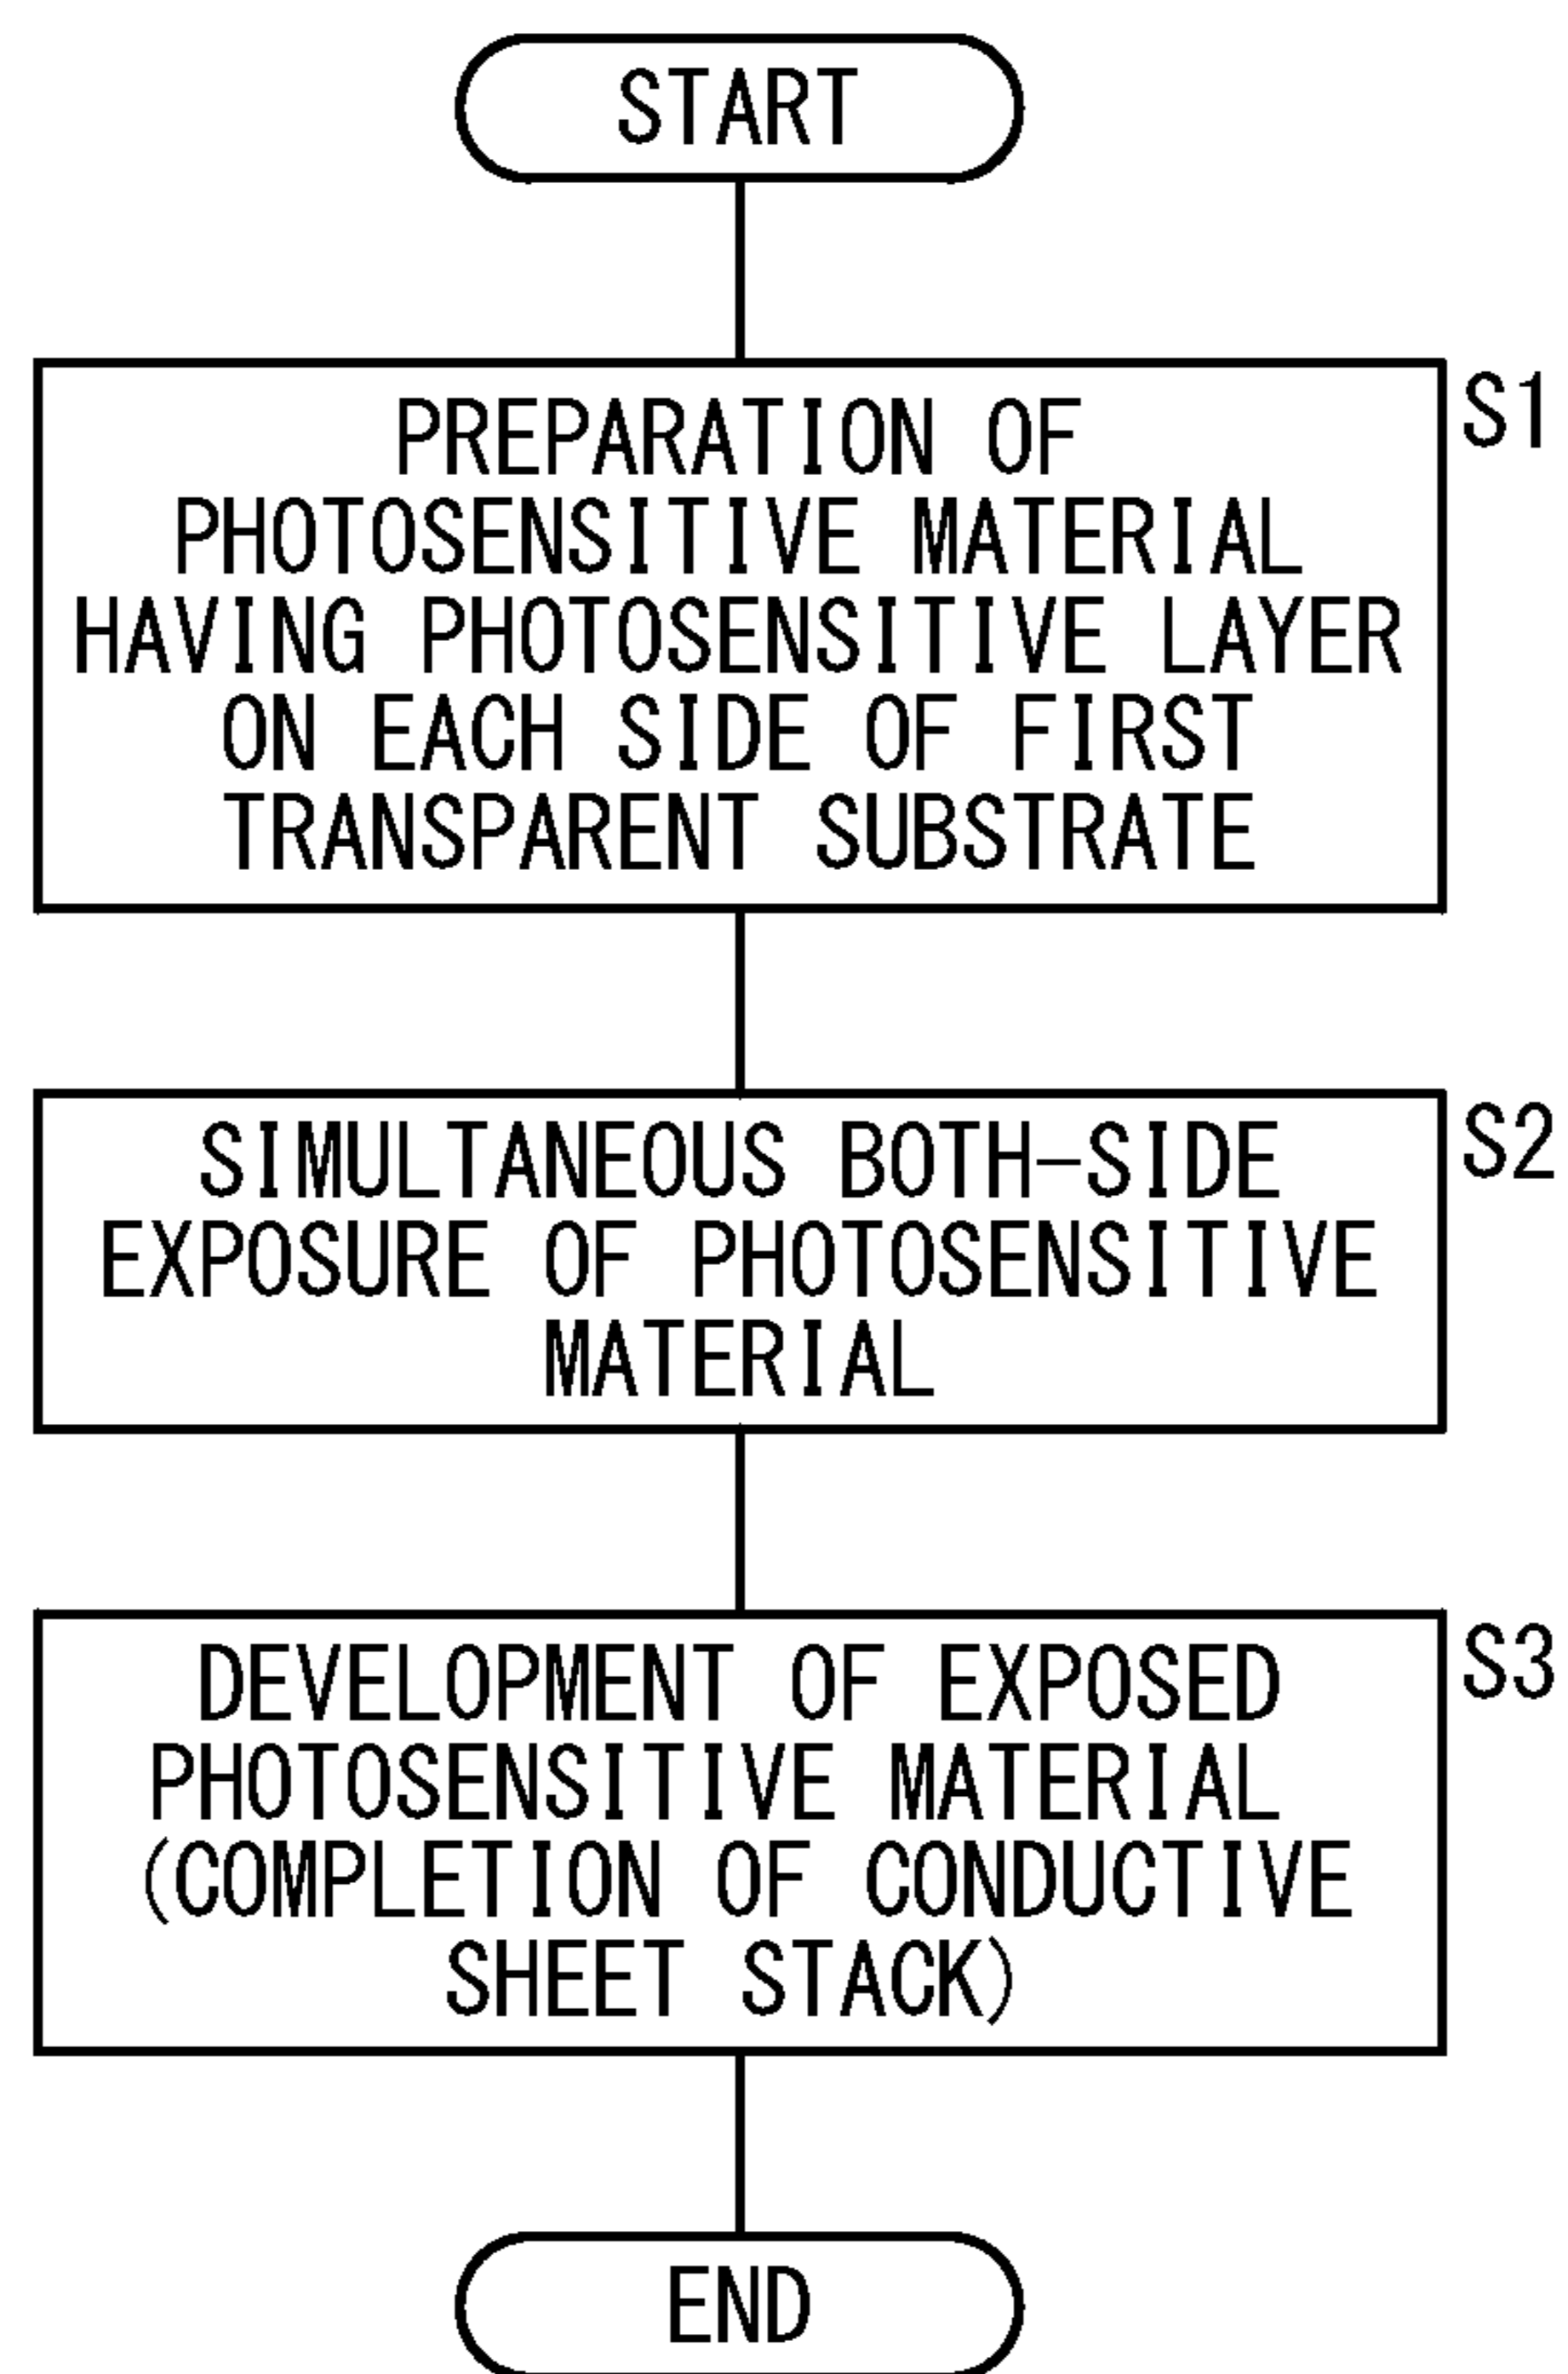 START
S1
PREPARATION OF
PHOTOSENSITIVE MATERIAL
HAVING PHOTOSENSITIVE LAYER
ON EACH SIDE OF FIRST
TRANSPARENT SUBSTRATE
S2
SIMULTANEOUS BOTH-SIDE
EXPOSURE OF PHOTOSENSITIVE
MATERIAL
S3
DEVELOPMENT OF EXPOSED
PHOTOSENSITIVE MATERIAL
(COMPLETION OF CONDUCTIVE
SHEET STACK)
END